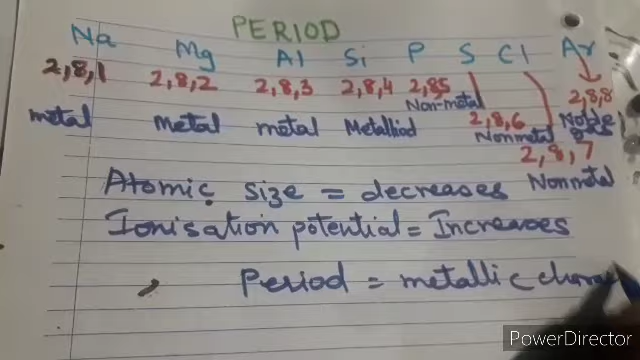 PERIOD
Na Mg Al Si P S Cl Ar
2,8,1 2,8,2 2,8,3 2,8,4 2,85 2,8,8
Non-metal
metal Metal metal Metalliod 2,8,6 Noble
Nonmetal gas
2,8,7
Atomic size = decreases Nonmetal
Ionisation potential = Increases
Period = metallic
PowerDirector